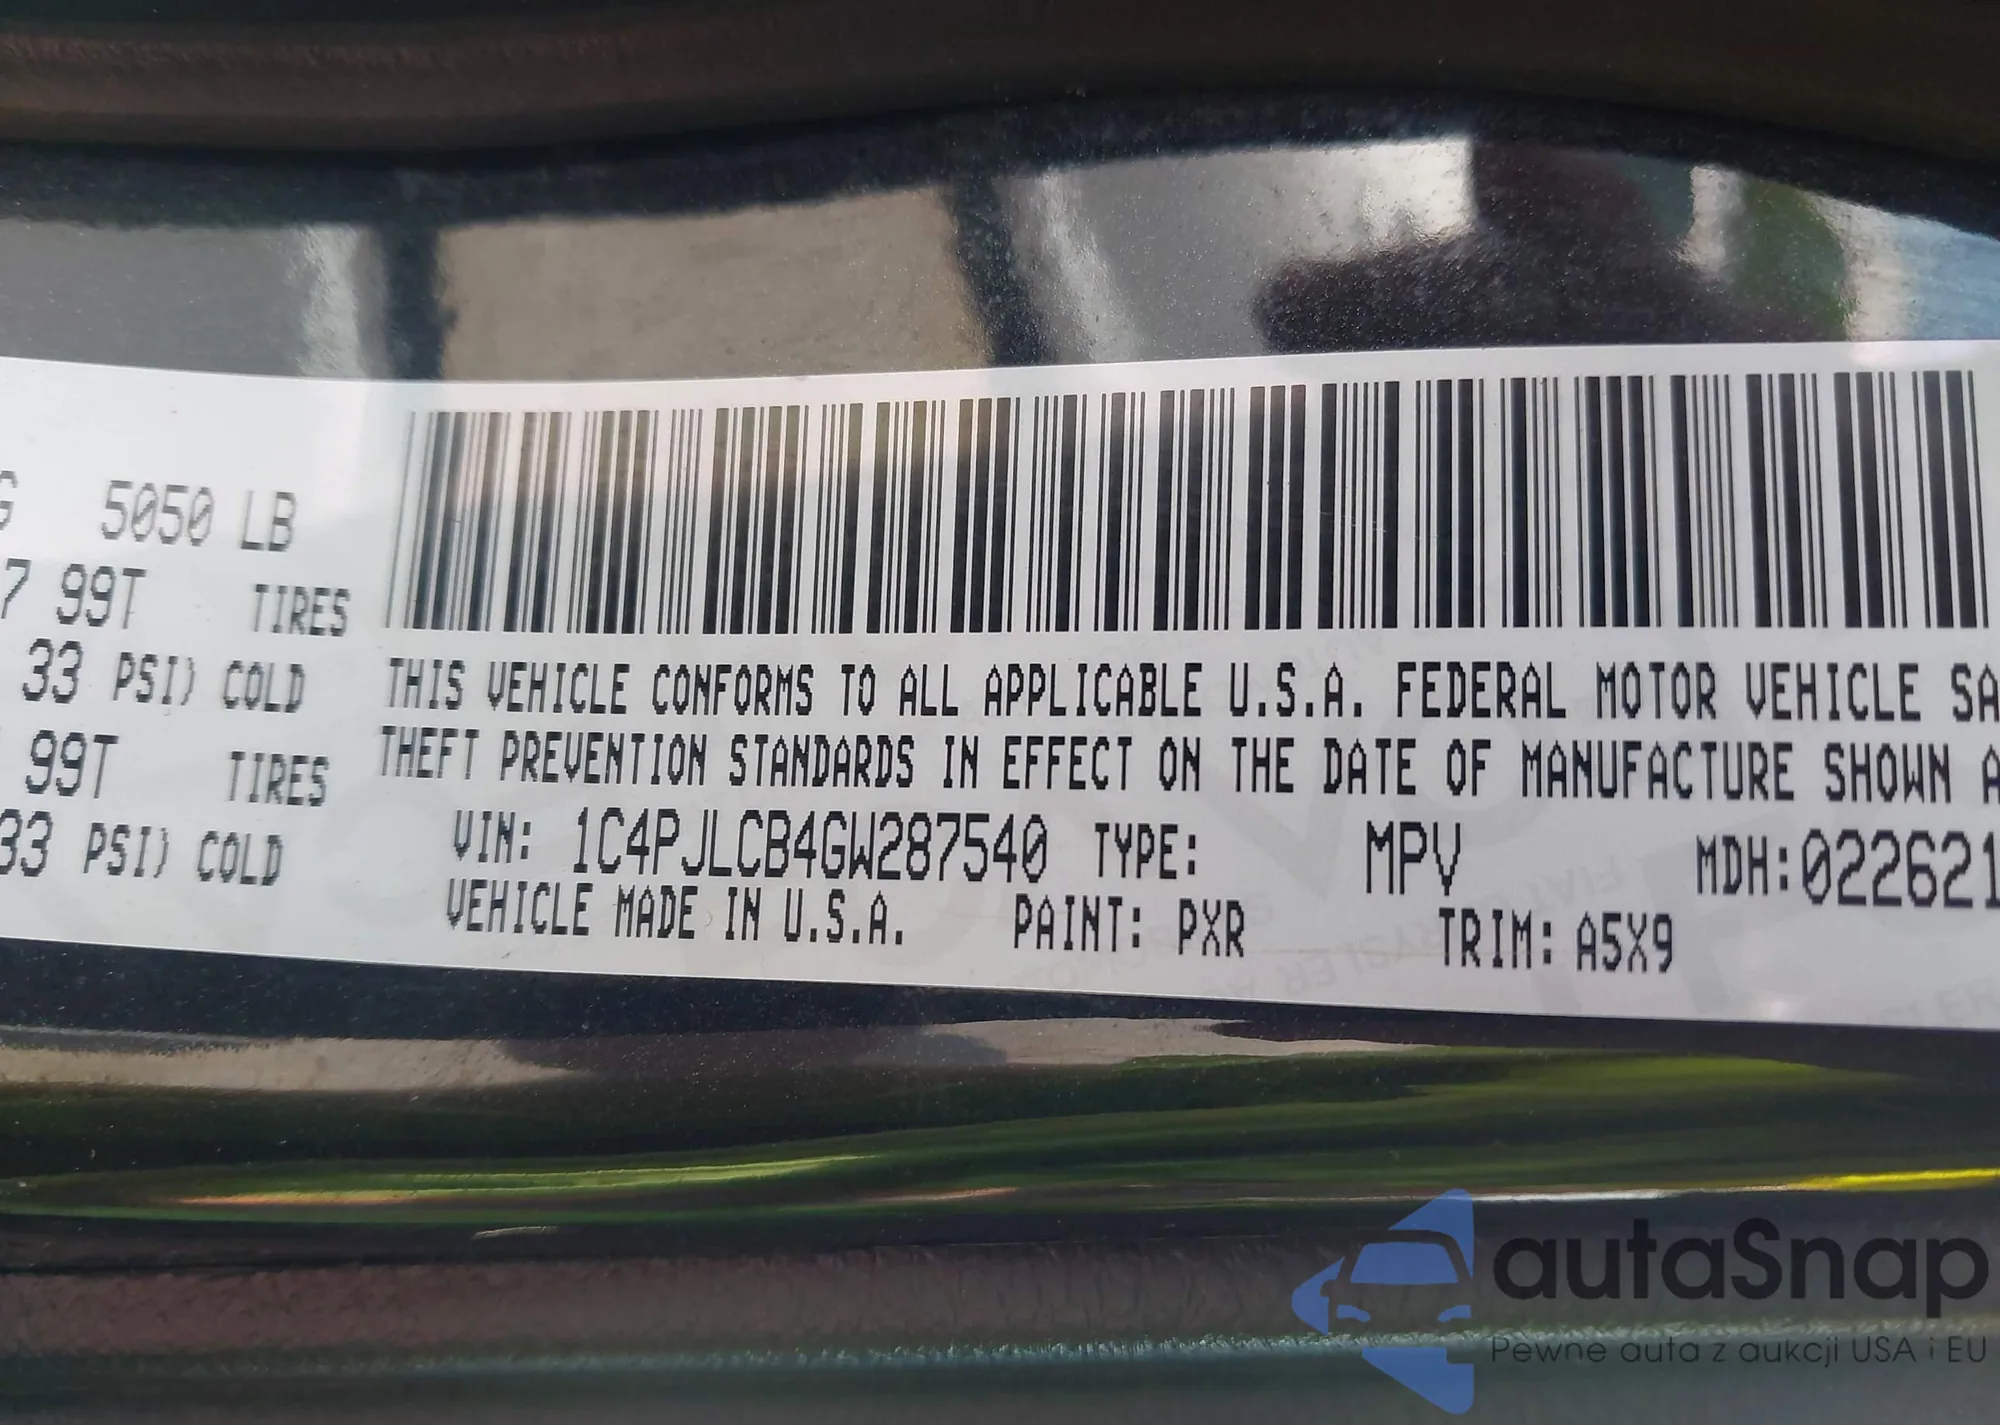 5050 LB
99T TIRES
33 PSI) COLD
99T TIRES
33 PSI) COLD
THIS VEHICLE CONFORMS TO ALL APPLICABLE U.S.A. FEDERAL MOTOR VEHICLE SA
THEFT PREVENTION STANDARDS IN EFFECT ON THE DATE OF MANUFACTURE SHOWN A
VIN: 1C4PJLCB4GW287540 TYPE: MPV MDH:022621
VEHICLE MADE IN U.S.A. PAINT: PXR TRIM: A5X9
autaSnap
Pewne auta z aukcji USA i EU